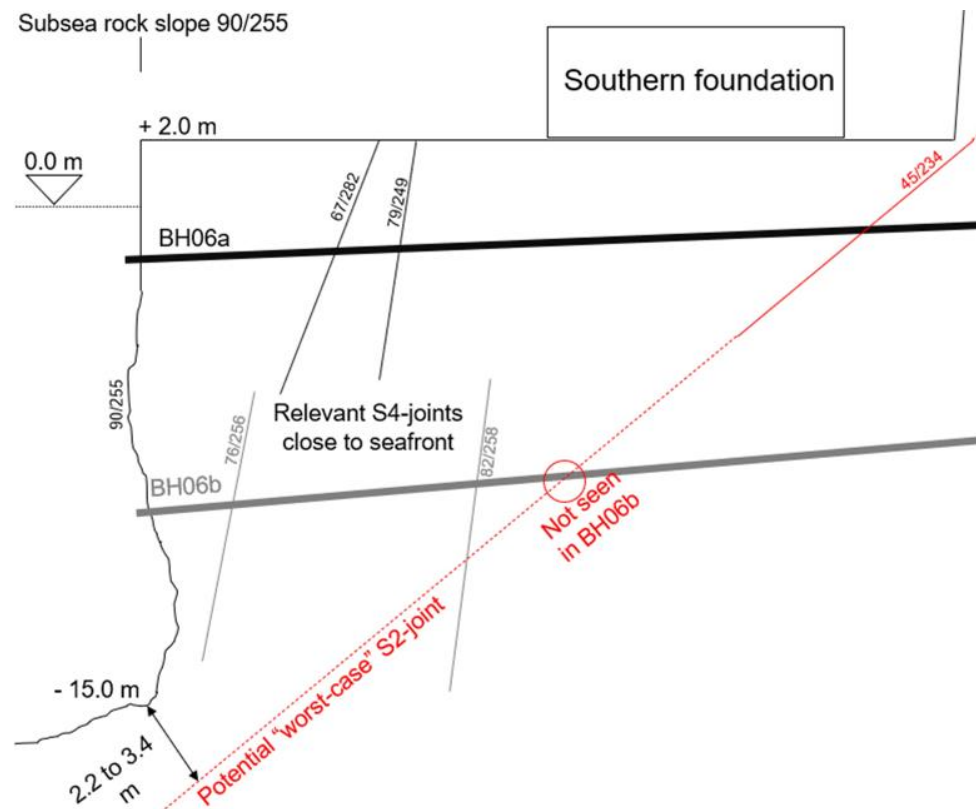 Subsea rock slope 90/255
Southern foundation
+ 2.0 m
0.0 m
67/282
79/249
45/234
BH06a
90/255
Relevant S4-joints
close to seafront
76/256
82/258
BH06b
Not seen
in BH06b
- 15.0 m
Potential “worst-case” S2-joint
2.2 to 3.4
m